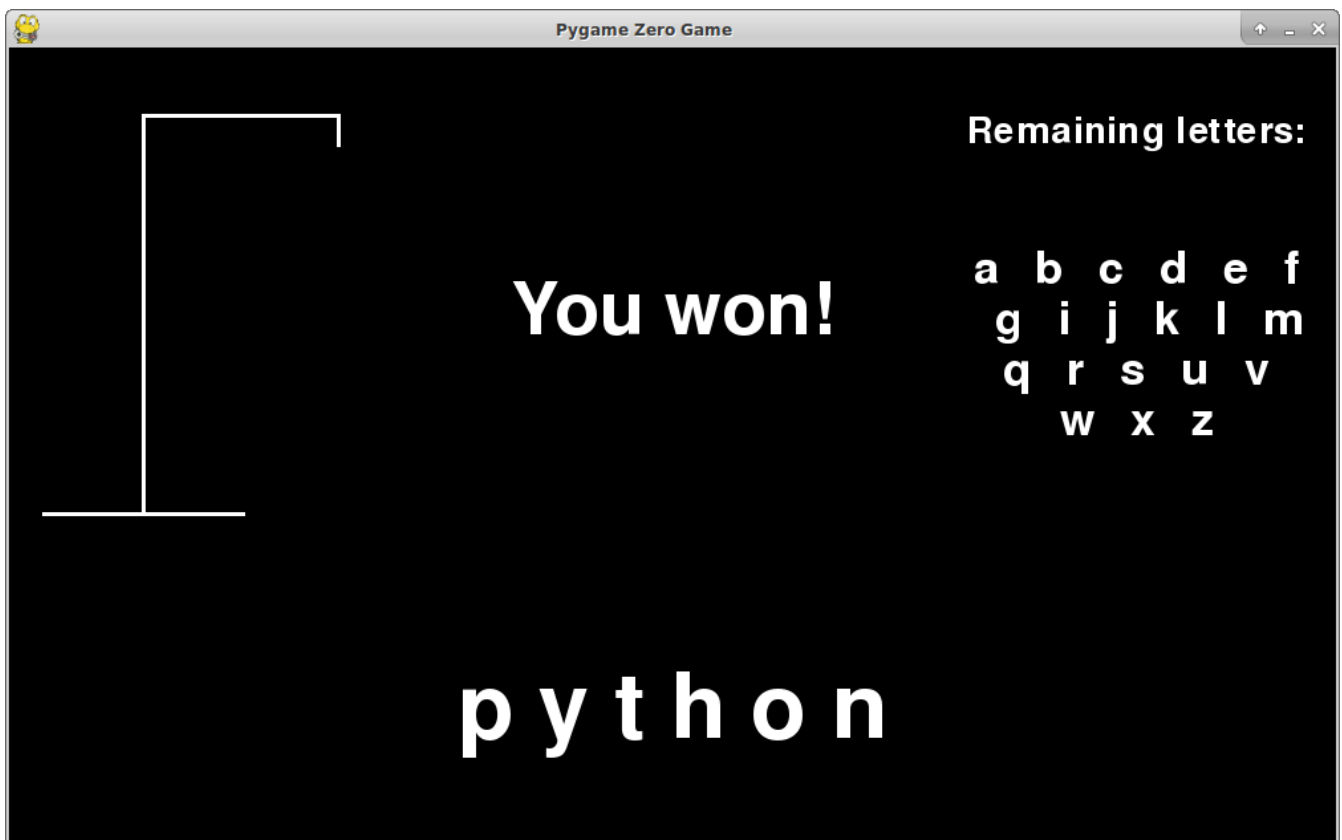 Pygame Zero Game
Remaining letters:
a b c d e f
g i j k l m
q r s u v
w x z
You won!
p y t h o n